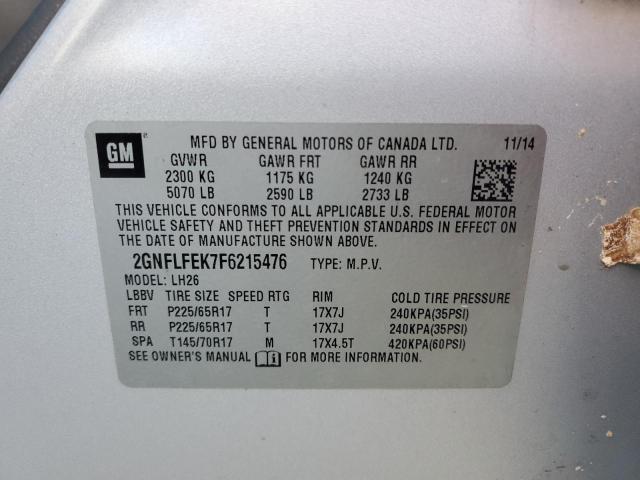 GM
MFD BY GENERAL MOTORS OF CANADA LTD. 11/14
GVWR GAWR FRT GAWR RR
2300 KG 1175 KG 1240 KG
5070 LB 2590 LB 2733 LB
THIS VEHICLE CONFORMS TO ALL APPLICABLE U.S. FEDERAL MOTOR
VEHICLE SAFETY AND THEFT PREVENTION STANDARDS IN EFFECT ON
THE DATE OF MANUFACTURE SHOWN ABOVE.
2GNFLFEK7F6215476 TYPE: M.P.V.
MODEL: LH26
LBBV TIRE SIZE SPEED RTG RIM COLD TIRE PRESSURE
FRT P225/65R17 T 17X7J 240KPA(35PSI)
RR P225/65R17 T 17X7J 240KPA(35PSI)
SPA T145/70R17 M 17X4.5T 420KPA(60PSI)
SEE OWNER'S MANUAL FOR MORE INFORMATION.